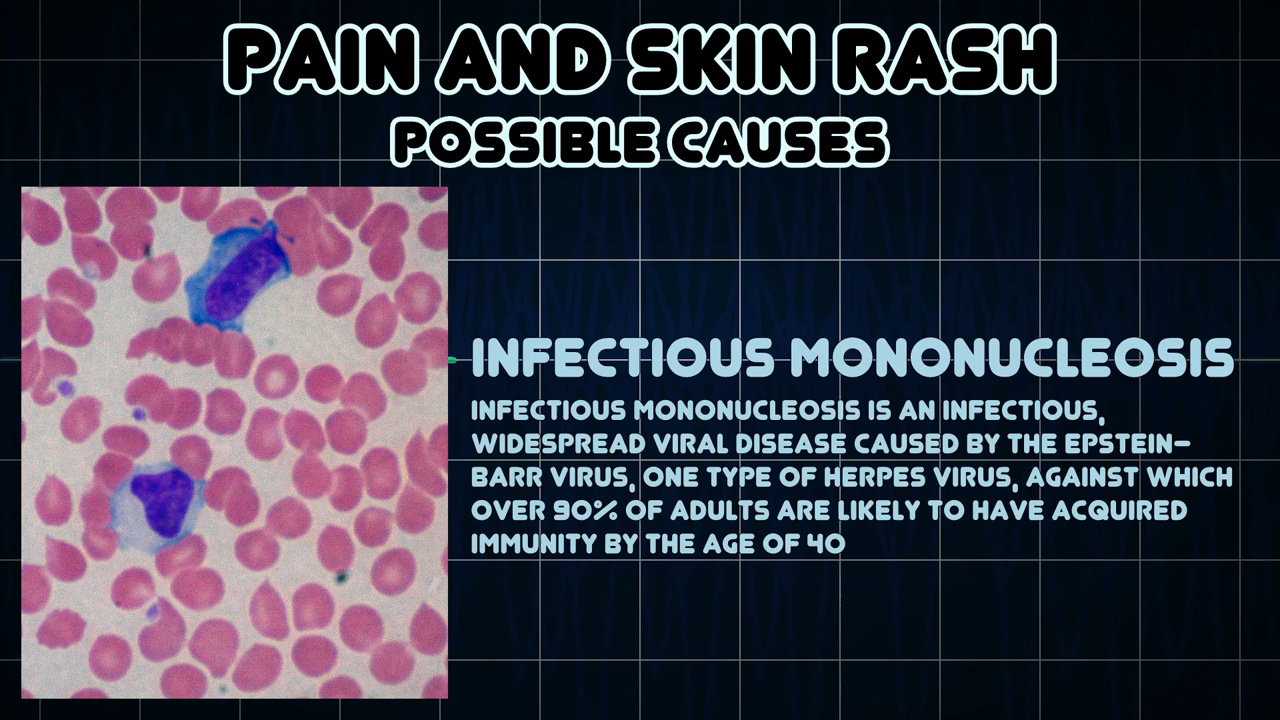 PAIN AND SKIN RASH
POSSIBLE CAUSES
INFECTIOUS MONONUCLEOSIS
INFECTIOUS MONONUCLEOSIS IS AN INFECTIOUS,
WIDESPREAD VIRAL DISEASE CAUSED BY THE EPSTEIN-
BARR VIRUS, ONE TYPE OF HERPES VIRUS, AGAINST WHICH
OVER 90% OF ADULTS ARE LIKELY TO HAVE ACQUIRED
IMMUNITY BY THE AGE OF 40